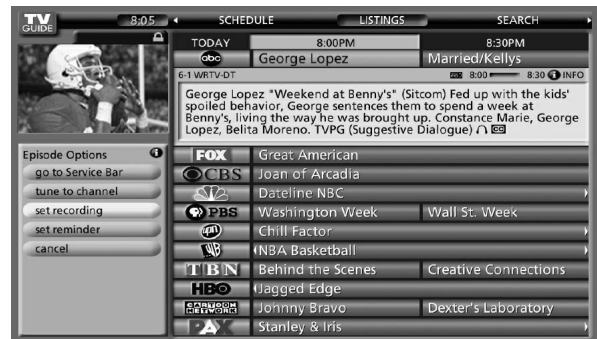 TV GUIDE 8:05 SCHEDULE LISTINGS SEARCH
TODAY 8:00PM 8:30PM
abc George Lopez Married/Kellys
6-1 WRTV-DT 8:00 8:30 INFO
George Lopez "Weekend at Benny's" (Sitcom) Fed up with the kids'
spoiled behavior, George sentences them to spend a week at
Benny's, living the way he was brought up. Constance Marie, George
Lopez, Belita Moreno. TVPG (Suggestive Dialogue) CC
Episode Options
go to Service Bar
tune to channel
set recording
set reminder
cancel
FOX Great American
CBS Joan of Arcadia
Dateline NBC
PBS Washington Week Wall St. Week
upn Chill Factor
WB NBA Basketball
TBN Behind the Scenes Creative Connections
HBO Jagged Edge
CARTOON NETWORK Johnny Bravo Dexter's Laboratory
PAX Stanley & Iris